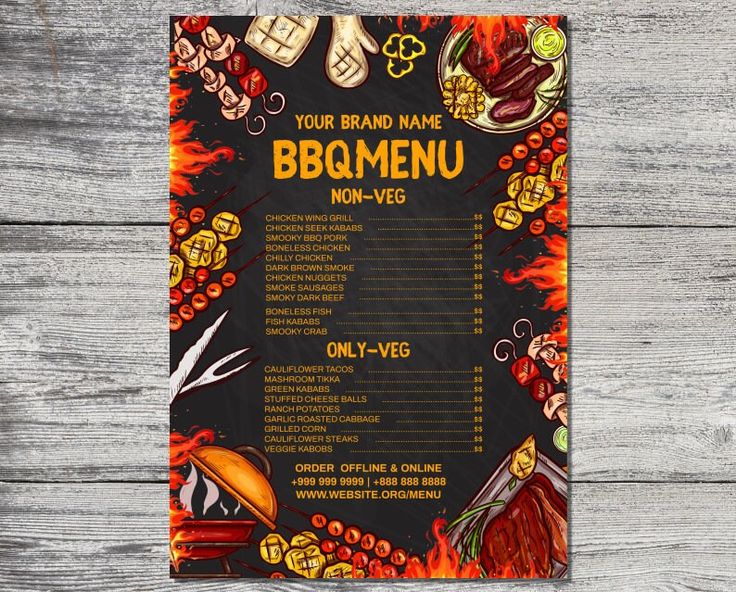 YOUR BRAND NAME
BBQMENU
NON-VEG
CHICKEN WING GRILL $$
CHICKEN SEEK KABABS $$
SMOOKY BBQ PORK $$
BONELESS CHICKEN $$
CHILLY CHICKEN $$
DARK BROWN SMOKE $$
CHICKEN NUGGETS $$
SMOKE SAUSAGES $$
SMOKY DARK BEEF $$
BONELESS FISH $$
FISH KABABS $$
SMOOKY CRAB $$
ONLY-VEG
CAULIFLOWER TACOS $$
MASHROOM TIKKA $$
GREEN KABABS $$
STUFFED CHEESE BALLS $$
RANCH POTATOES $$
GARLIC ROASTED CABBAGE $$
GRILLED CORN $$
CAULIFLOWER STEAKS $$
VEGGIE KABOBS $$
ORDER OFFLINE & ONLINE
+999 999 9999 | +888 888 8888
WWW.WEBSITE.ORG/MENU